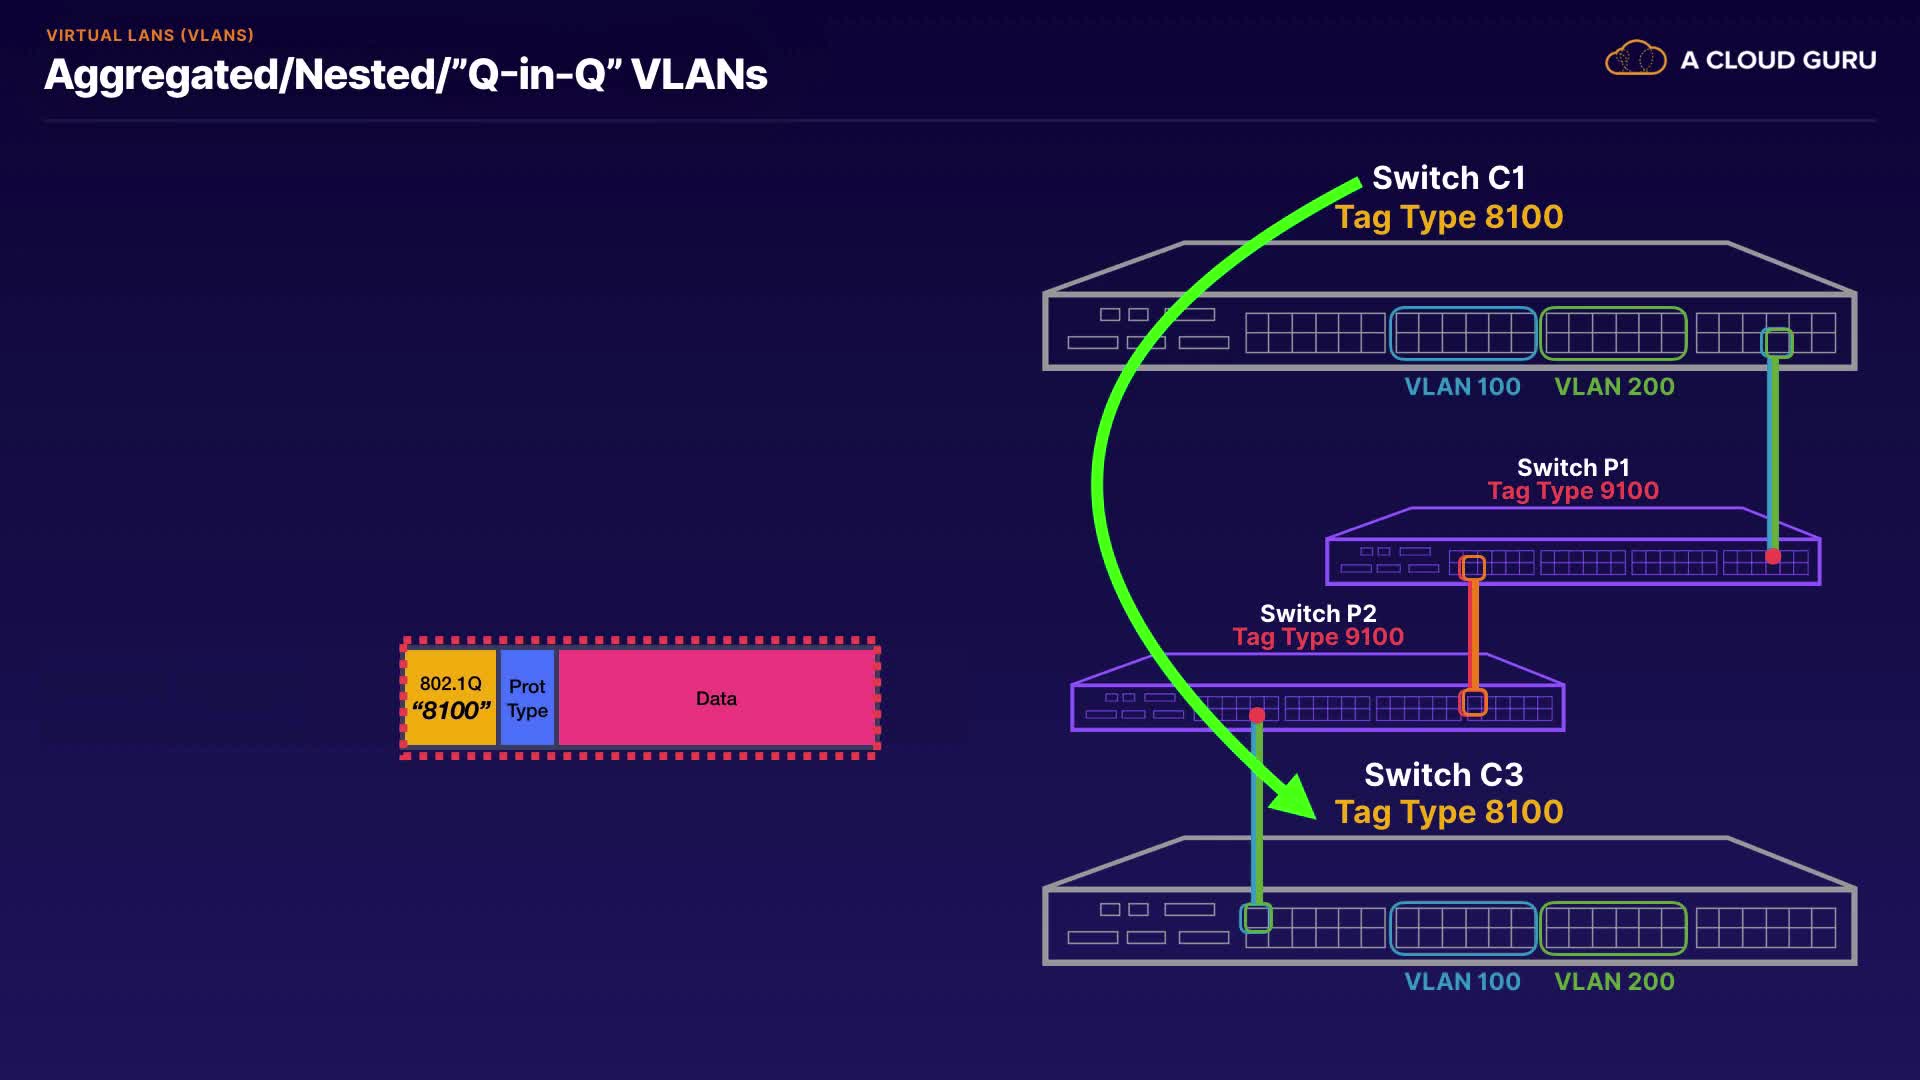 VIRTUAL LANS (VLANS)
Aggregated/Nested/”Q-in-Q” VLANs
A CLOUD GURU
Switch C1
Tag Type 8100
VLAN 100
VLAN 200
Switch P1
Tag Type 9100
Switch P2
Tag Type 9100
802.1Q
“8100”
Prot
Type
Data
Switch C3
Tag Type 8100
VLAN 100
VLAN 200